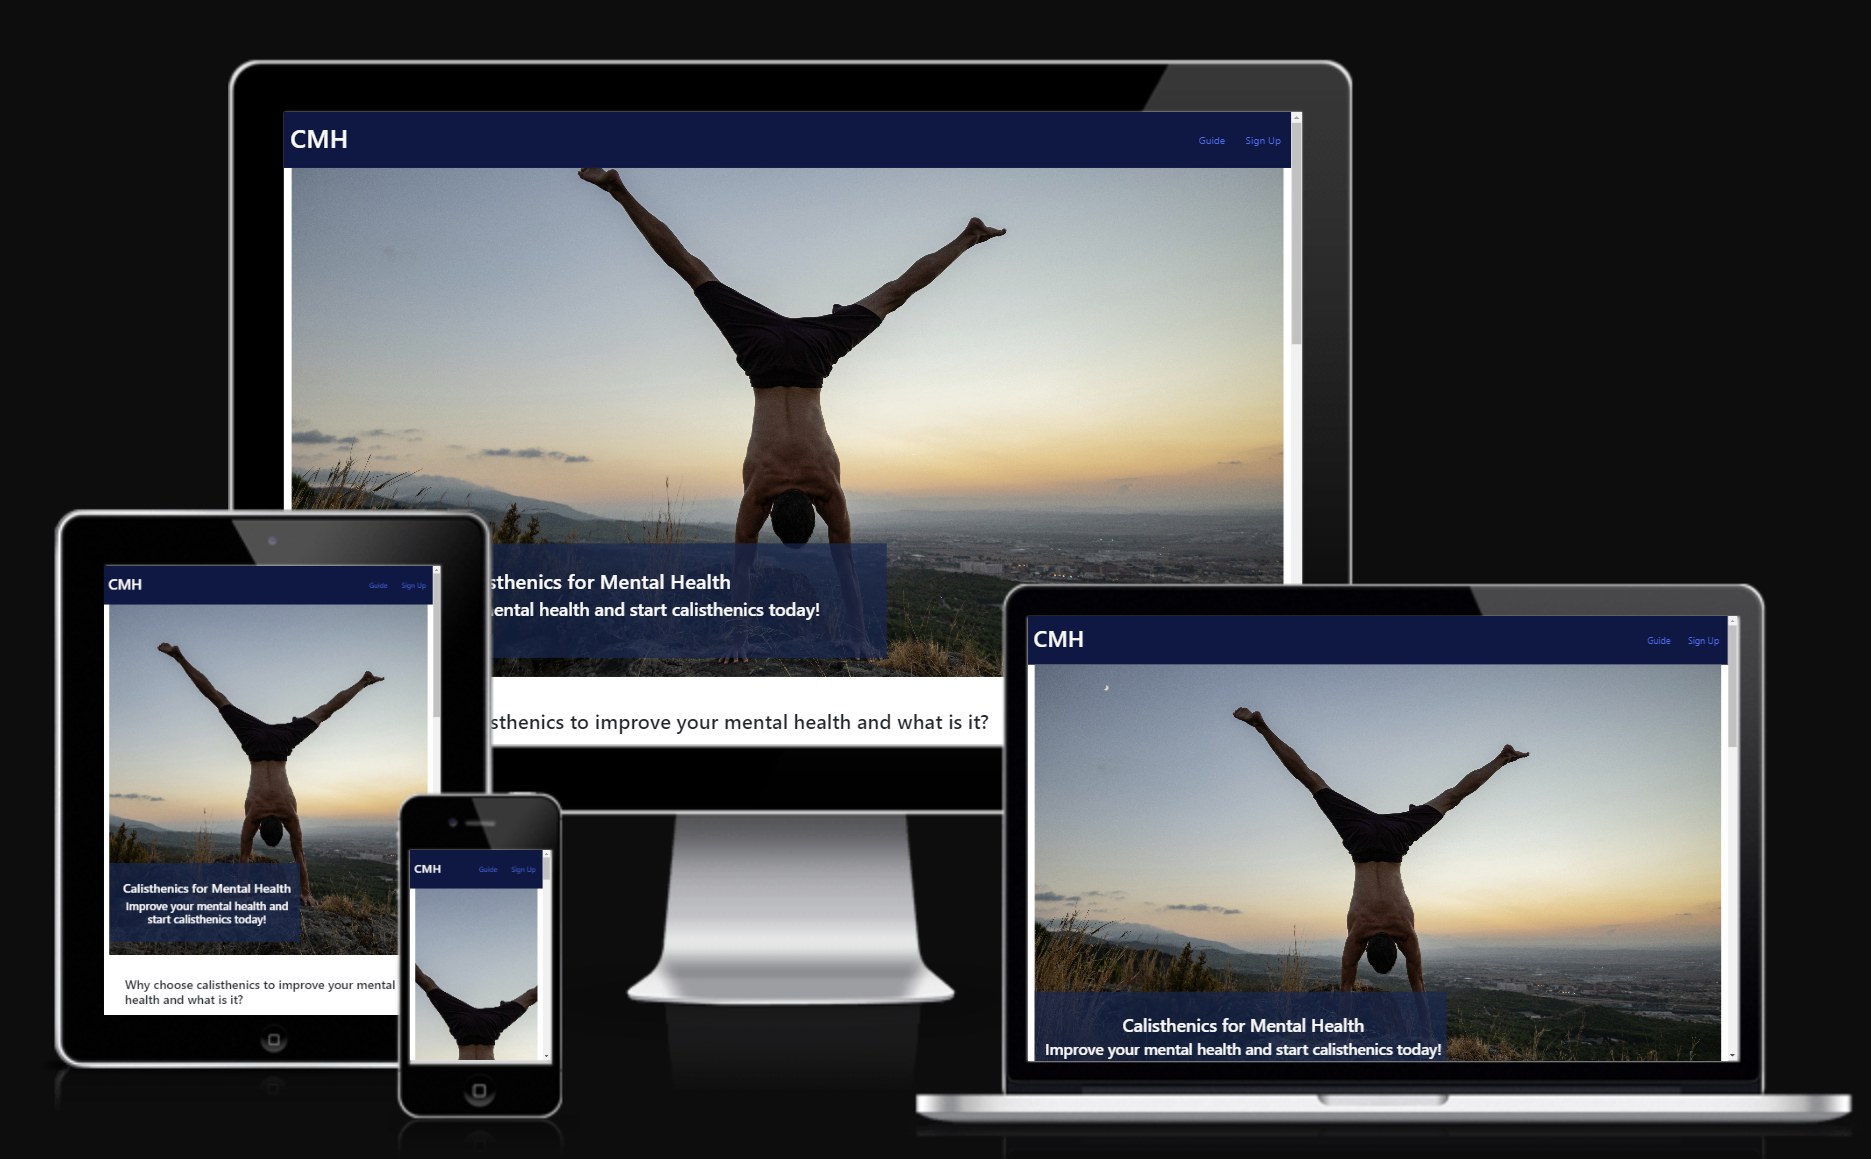 CMH
Guide Sign Up
sthenics for Mental Health
ental health and start calisthenics today!
sthenics to improve your mental health and what is it?
CMH
Guide Sign Up
Calisthenics for Mental Health
Improve your mental health and
start calisthenics today!
Why choose calisthenics to improve your mental
health and what is it?
CMH
Guide Sign Up
CMH
Guide Sign Up
Calisthenics for Mental Health
Improve your mental health and start calisthenics today!